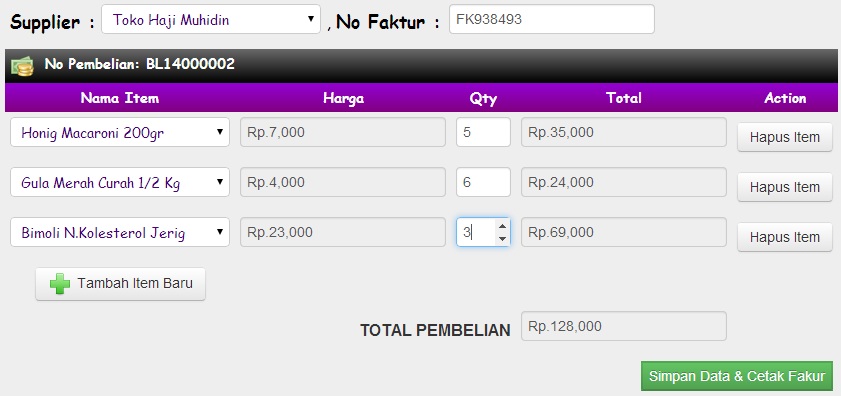 Supplier : Toko Haji Muhidin , No Faktur : FK938493
No Pembelian: BL14000002
Nama Item Harga Qty Total Action
Honig Macaroni 200gr Rp.7,000 5 Rp.35,000 Hapus Item
Gula Merah Curah 1/2 Kg Rp.4,000 6 Rp.24,000 Hapus Item
Bimoli N.Kolesterol Jerig Rp.23,000 3 Rp.69,000 Hapus Item
Tambah Item Baru
TOTAL PEMBELIAN Rp.128,000
Simpan Data & Cetak Fakur